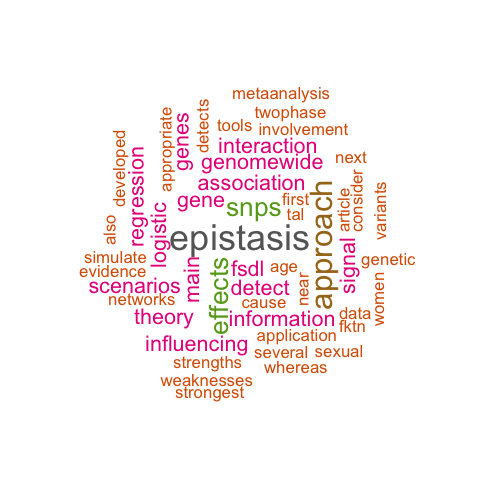 metaanalysis
twophase
tools
involvement
detects
appropriate
genes
interaction
genomewide
next
developed
regression
association
consider
variants
gene
snps
first
tal
article
also
logistic
epistasis
approach
signal
genetic
simulate
evidence
main
effects
fsdl
age
near
women
scenarios
detect
networks
cause
theory
information
data
fktn
influencing
application
several
sexual
strengths
whereas
weaknesses
strongest